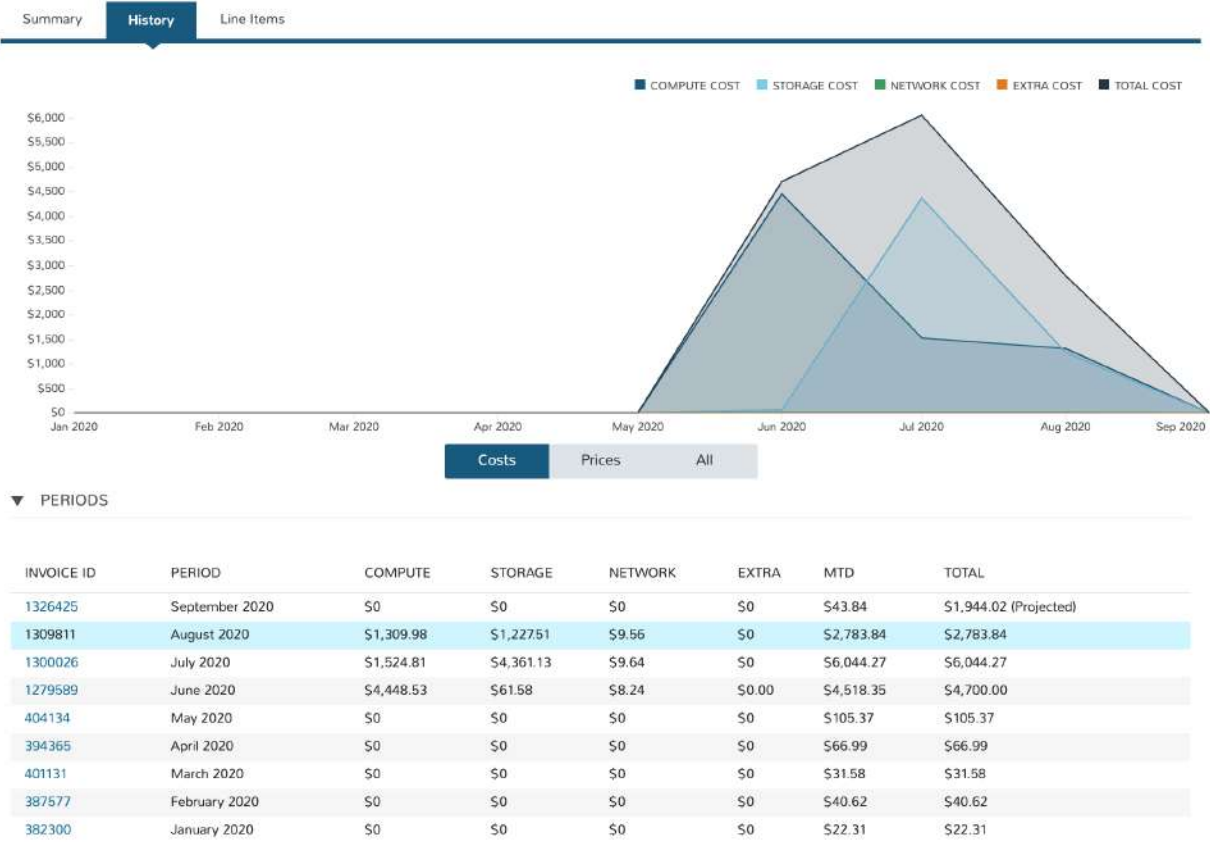 Summary History Line Items
COMPUTE COST STORAGE COST NETWORK COST EXTRA COST TOTAL COST
$6,000
$5,500
$5,000
$4,500
$4,000
$3,500
$3,000
$2,500
$2,000
$1,500
$1,000
$500
$0
Jan 2020 Feb 2020 Mar 2020 Apr 2020 May 2020 Jun 2020 Jul 2020 Aug 2020 Sep 2020
Costs Prices All
▼ PERIODS
INVOICE ID PERIOD COMPUTE STORAGE NETWORK EXTRA MTD TOTAL
1326425 September 2020 $0 $0 $0 $0 $43.84 $1,944.02 (Projected)
1309811 August 2020 $1,309.98 $1,227.51 $9.56 $0 $2,783.84 $2,783.84
1300026 July 2020 $1,524.81 $4,361.13 $9.64 $0 $6,044.27 $6,044.27
1279589 June 2020 $4,448.53 $61.58 $8.24 $0.00 $4,518.35 $4,700.00
404134 May 2020 $0 $0 $0 $0 $105.37 $105.37
394365 April 2020 $0 $0 $0 $0 $66.99 $66.99
401131 March 2020 $0 $0 $0 $0 $31.58 $31.58
387577 February 2020 $0 $0 $0 $0 $40.62 $40.62
382300 January 2020 $0 $0 $0 $0 $22.31 $22.31